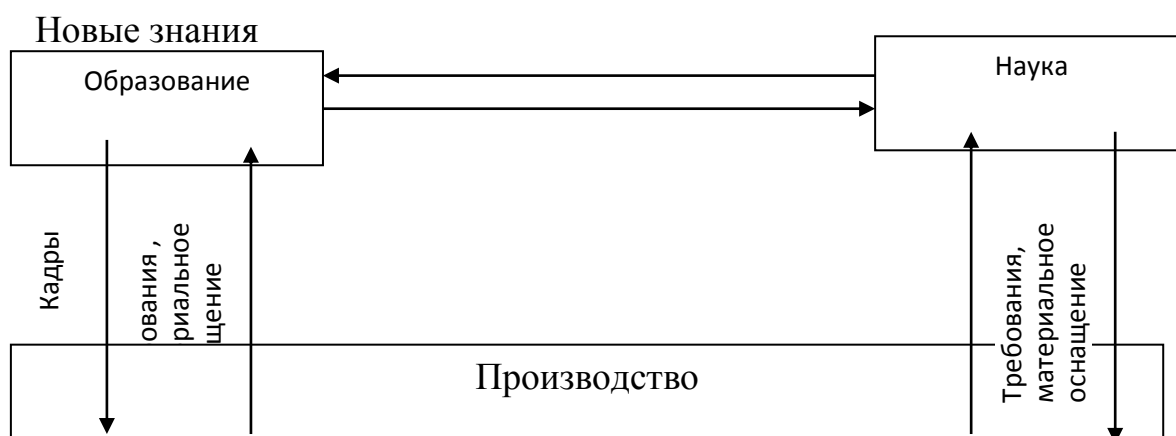 Новые знания
Образование
Наука
Кадры
ования ,
риальное
щение
Требования,
материальное
оснащение
Производство